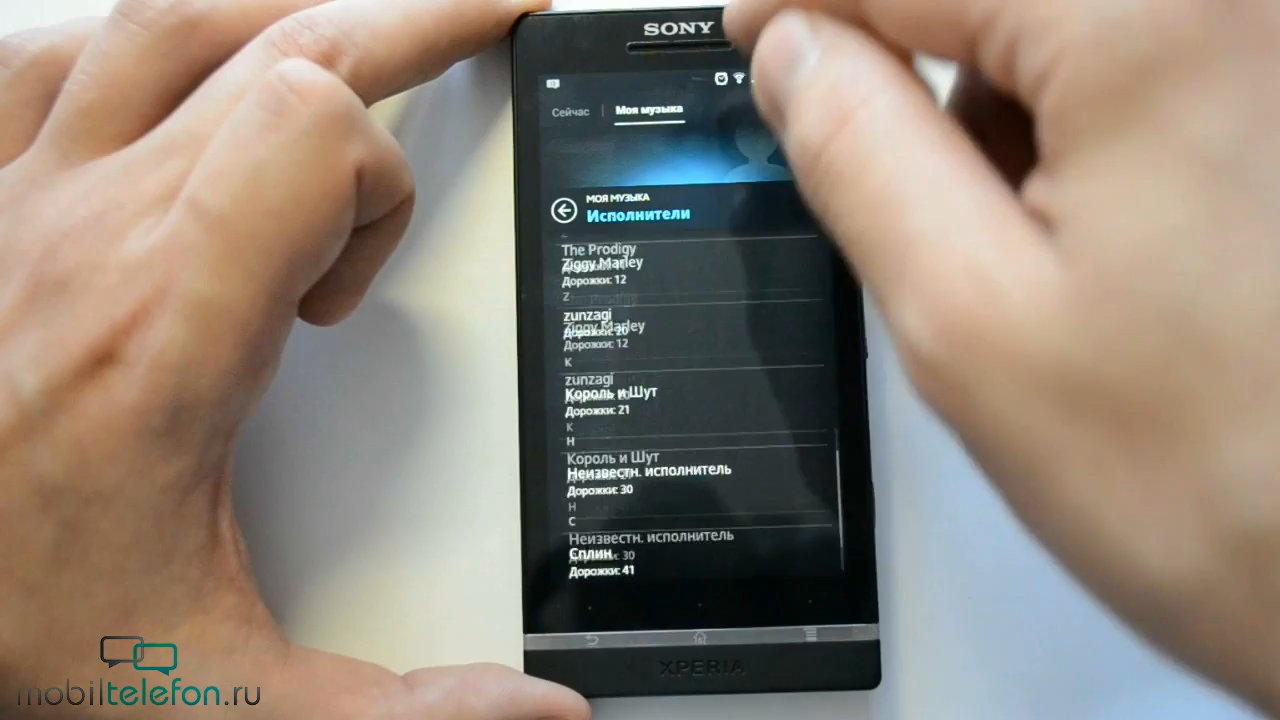 SONY
Сейчас | Моя музыка
МОЯ МУЗЫКА
Исполнители
The Prodigy
Ziggy Marley
Дорожки: 12
Z
zunzagi
Дорожки: 20
Ziggy Marley
Дорожки: 12
K
zunzagi
Король и Шут
Дорожки: 21
K
Н
Король и Шут
Неизвестн. исполнитель
Дорожки: 30
Н
С
Неизвестн. исполнитель
Сплин
Дорожки: 30
Дорожки: 41
XPERIA
mobiltelefon.ru